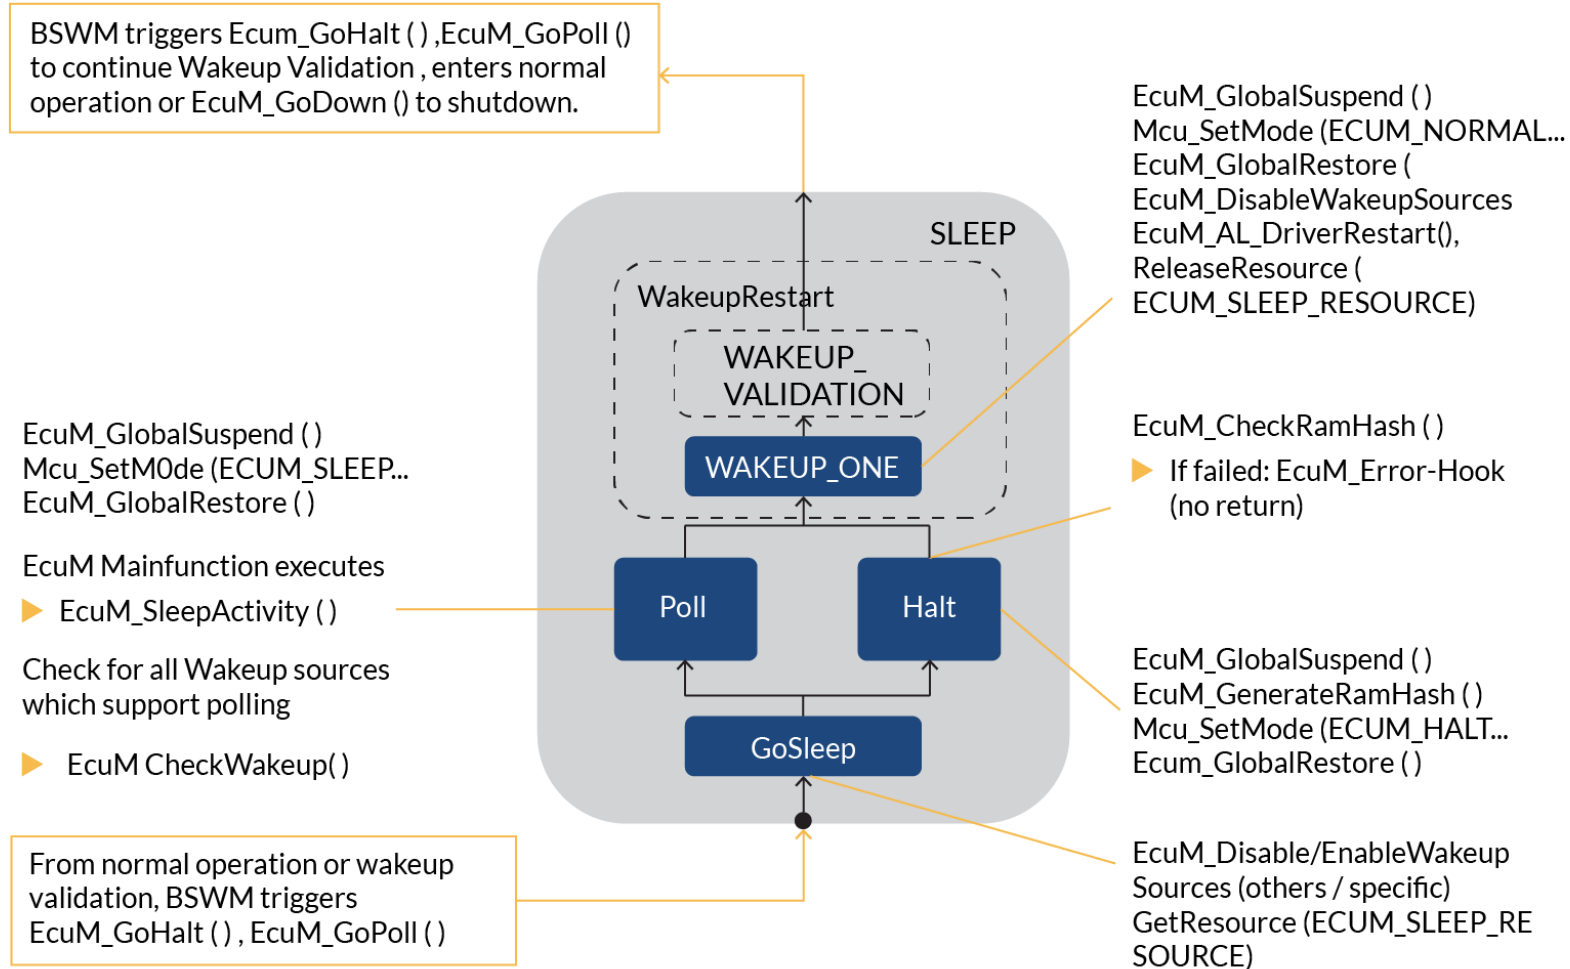 BSWM triggers Ecum_GoHalt ( ) ,EcuM_GoPoll ()
to continue Wakeup Validation , enters normal
operation or EcuM_GoDown () to shutdown.
EcuM_GlobalSuspend ( )
Mcu_SetMode (ECUM_NORMAL...
EcuM_GlobalRestore (
EcuM_DisableWakeupSources
EcuM_AL_DriverRestart(),
ReleaseResource (
ECUM_SLEEP_RESOURCE)
SLEEP
WakeupRestart
WAKEUP_
VALIDATION
WAKEUP_ONE
EcuM_CheckRamHash ( )
If failed: EcuM_Error-Hook
(no return)
EcuM_GlobalSuspend ( )
Mcu_SetM0de (ECUM_SLEEP...
EcuM_GlobalRestore ( )
EcuM Mainfunction executes
EcuM_SleepActivity ( )
Check for all Wakeup sources
which support polling
EcuM CheckWakeup( )
Poll
Halt
EcuM_GlobalSuspend ( )
EcuM_GenerateRamHash ( )
Mcu_SetMode (ECUM_HALT...
Ecum_GlobalRestore ( )
GoSleep
From normal operation or wakeup
validation, BSWM triggers
EcuM_GoHalt ( ) , EcuM_GoPoll ( )
EcuM_Disable/EnableWakeup
Sources (others / specific)
GetResource (ECUM_SLEEP_RE
SOURCE)